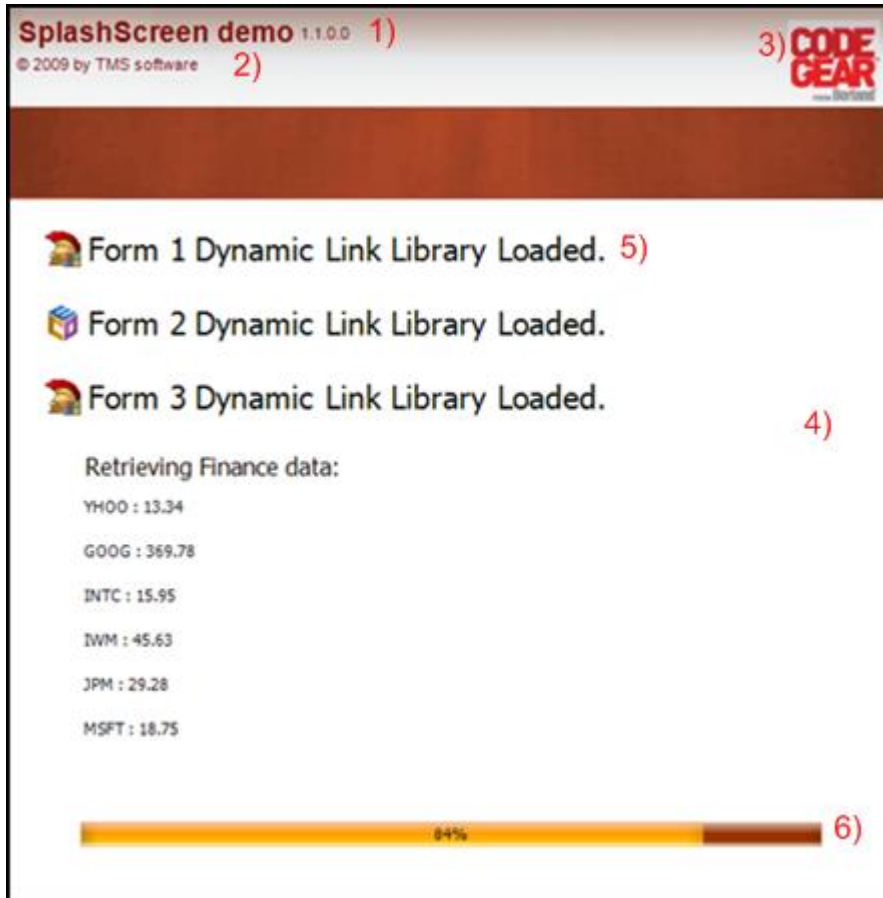 SplashScreen demo 1.1.0.0 1)
© 2009 by TMS software 2)
3) CODE
GEAR
from Borland
Form 1 Dynamic Link Library Loaded. 5)
Form 2 Dynamic Link Library Loaded.
Form 3 Dynamic Link Library Loaded.
4)
Retrieving Finance data:
YHOO : 13.34
GOOG : 369.78
INTC : 15.95
IWM : 45.63
JPM : 29.28
MSFT : 18.75
84% 6)